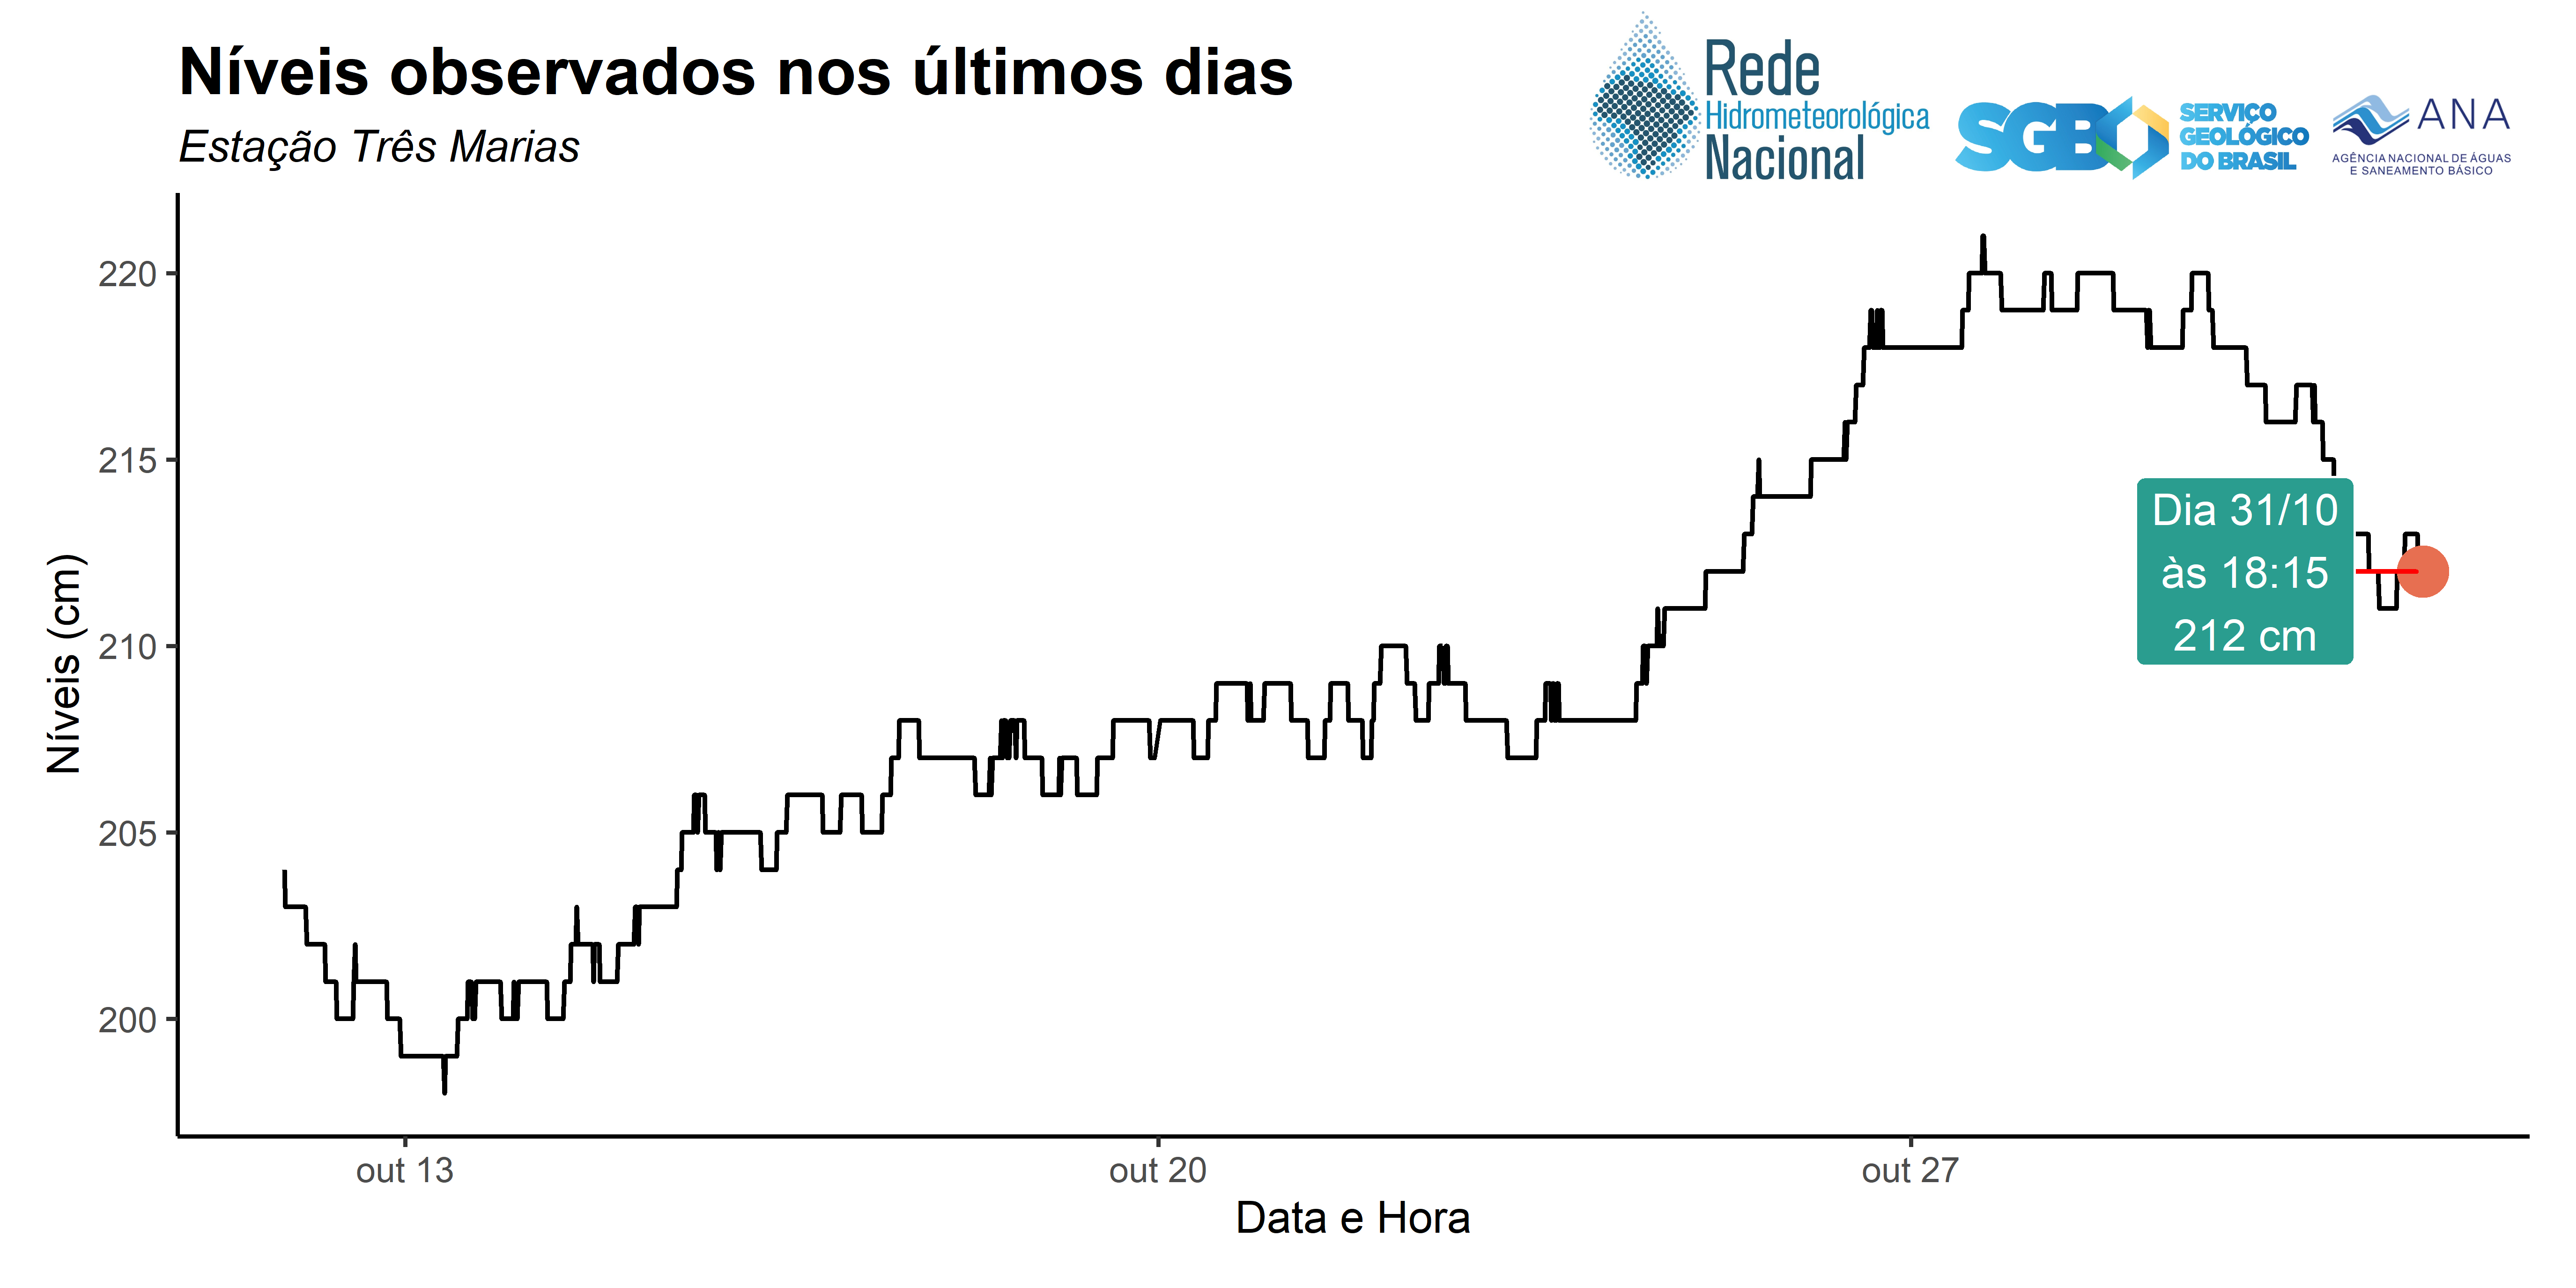 Níveis observados nos últimos dias
Estação Três Marias
Rede
Hidrometeorológica
Nacional
SGB
SERVIÇO
GEOLÓGICO
DO BRASIL
ANA
AGÊNCIA NACIONAL DE ÁGUAS
E SANEAMENTO BÁSICO
Níveis (cm)
220
215
210
205
200
Dia 31/10
às 18:15
212 cm
out 13
out 20
out 27
Data e Hora